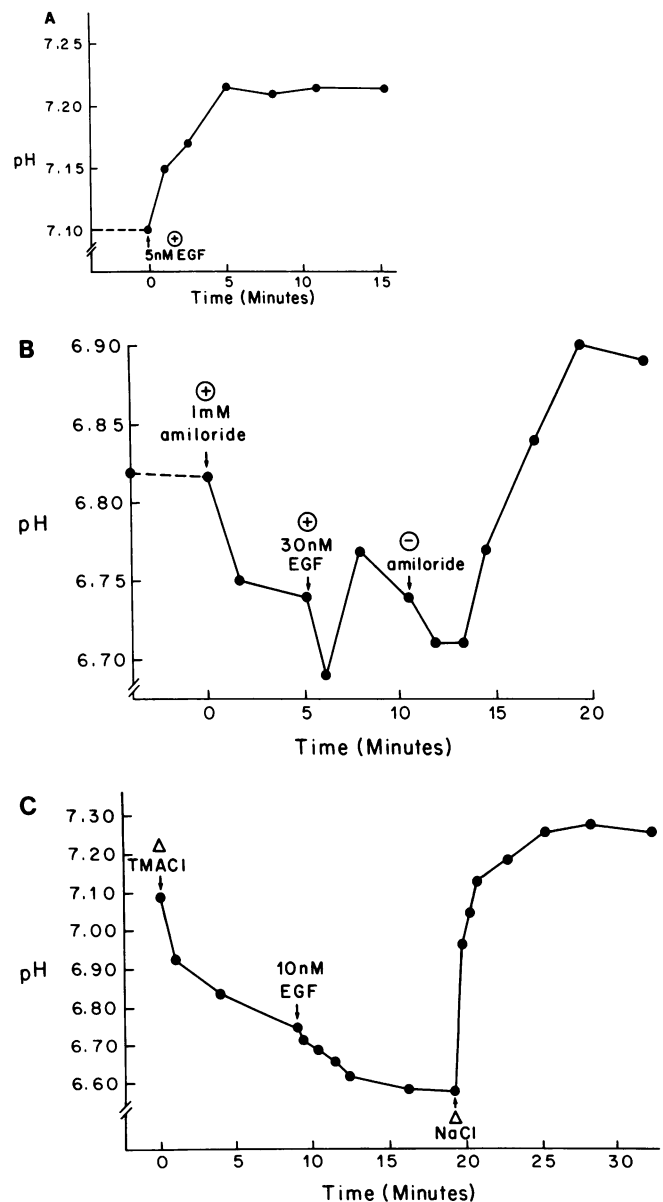 A
7.25
7.20
7.15
7.10
pH
⊕
5nM EGF
0 5 10 15
Time (Minutes)
B
6.90
6.85
6.80
6.75
6.70
pH
⊕
1mM
amiloride
⊕
30nM
EGF
⊖
amiloride
0 5 10 15 20
Time (Minutes)
C
7.30
7.20
7.10
7.00
6.90
6.80
6.70
6.60
pH
Δ
TMACl
10nM
EGF
Δ
NaCl
0 5 10 15 20 25 30
Time (Minutes)